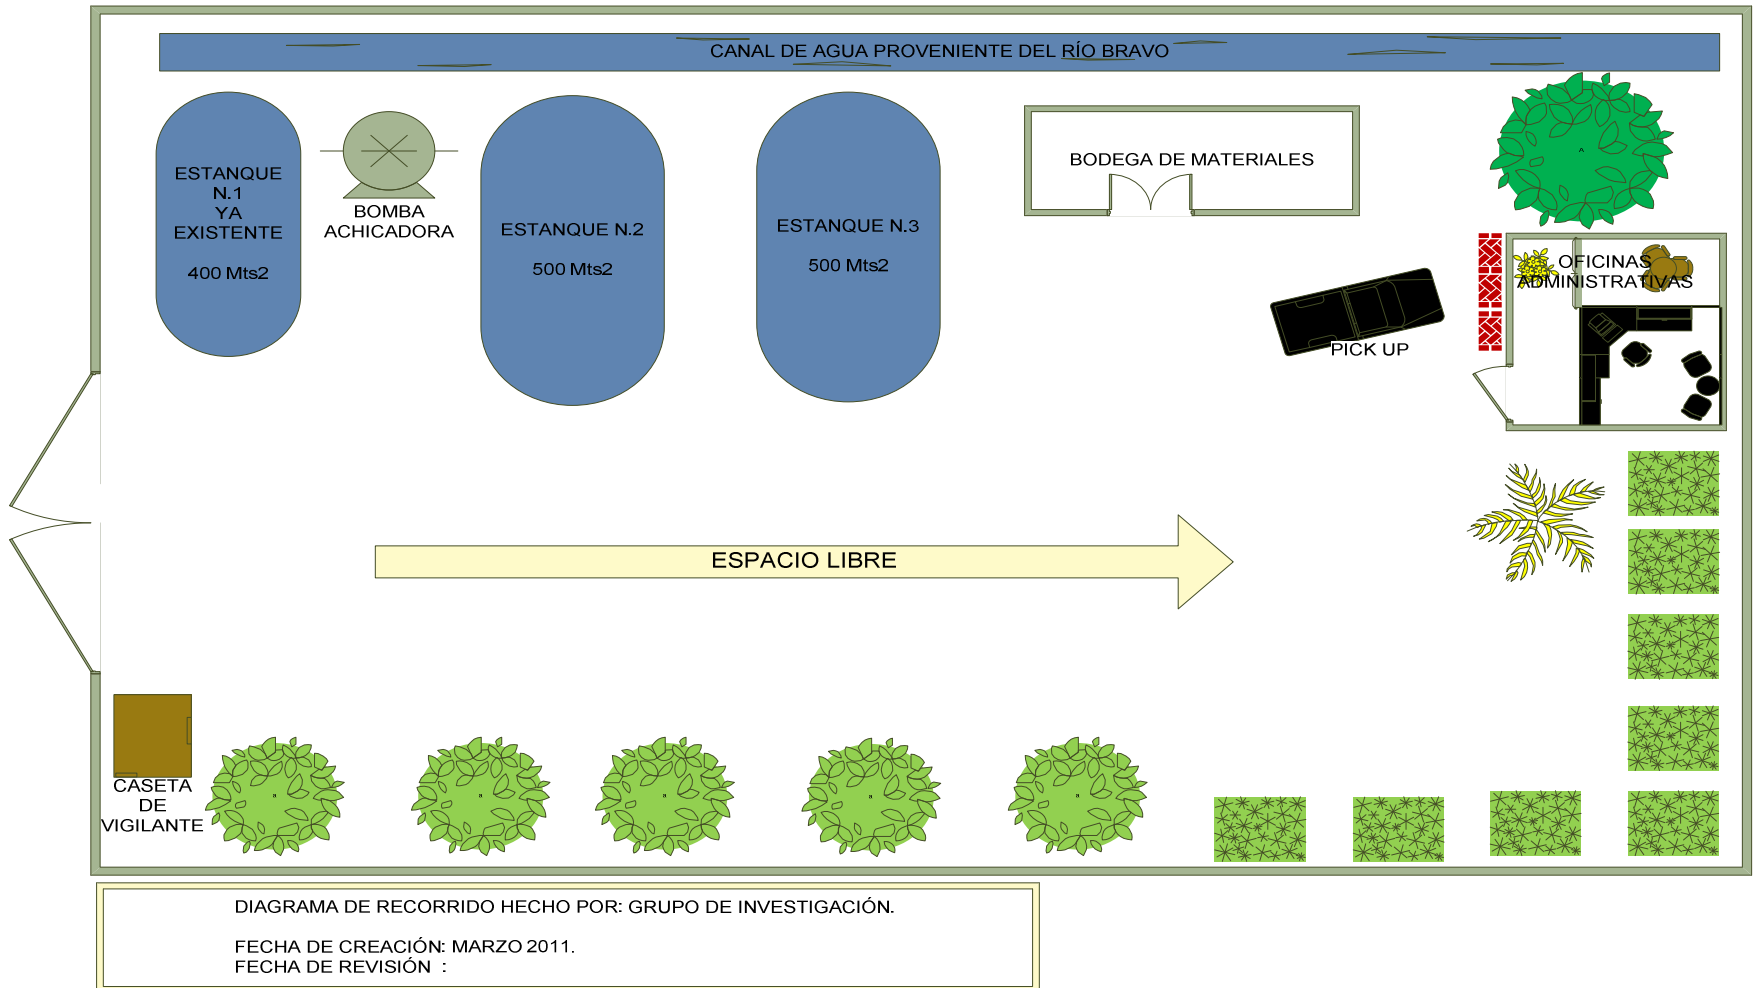 CANAL DE AGUA PROVENIENTE DEL RÍO BRAVO
ESTANQUE
N.1
YA
EXISTENTE
400 Mts2
BOMBA
ACHICADORA
ESTANQUE N.2
500 Mts2
ESTANQUE N.3
500 Mts2
BODEGA DE MATERIALES
OFICINAS
ADMINISTRATIVAS
PICK UP
ESPACIO LIBRE
CASETA
DE
VIGILANTE
DIAGRAMA DE RECORRIDO HECHO POR: GRUPO DE INVESTIGACIÓN.
FECHA DE CREACIÓN: MARZO 2011.
FECHA DE REVISIÓN :